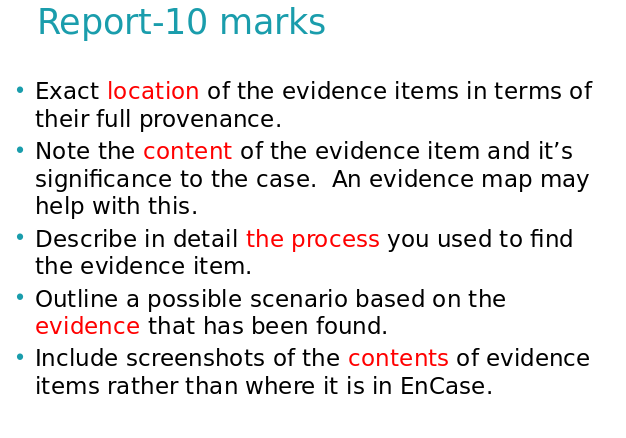 Report-10 marks
• Exact location of the evidence items in terms of
their full provenance.
• Note the content of the evidence item and it’s
significance to the case.  An evidence map may
help with this.
• Describe in detail the process you used to find
the evidence item.
• Outline a possible scenario based on the
evidence that has been found.
• Include screenshots of the contents of evidence
items rather than where it is in EnCase.